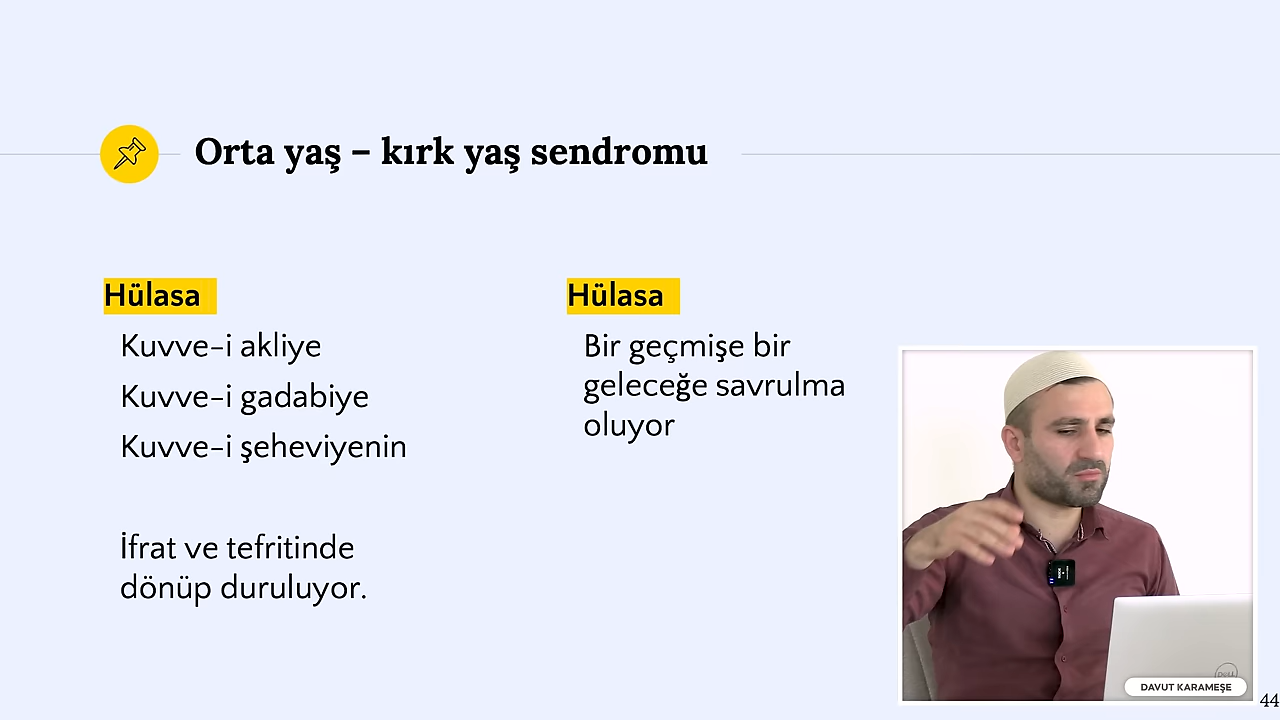 Orta yaş – kırk yaş sendromu
Hülasa
Kuvve-i akliye
Kuvve-i gadabiye
Kuvve-i şeheviyenin
İfrat ve tefritinde
dönüp duruluyor.
Hülasa
Bir geçmişe bir
geleceğe savrulma
oluyor
DAVUT KARAMEŞE
44